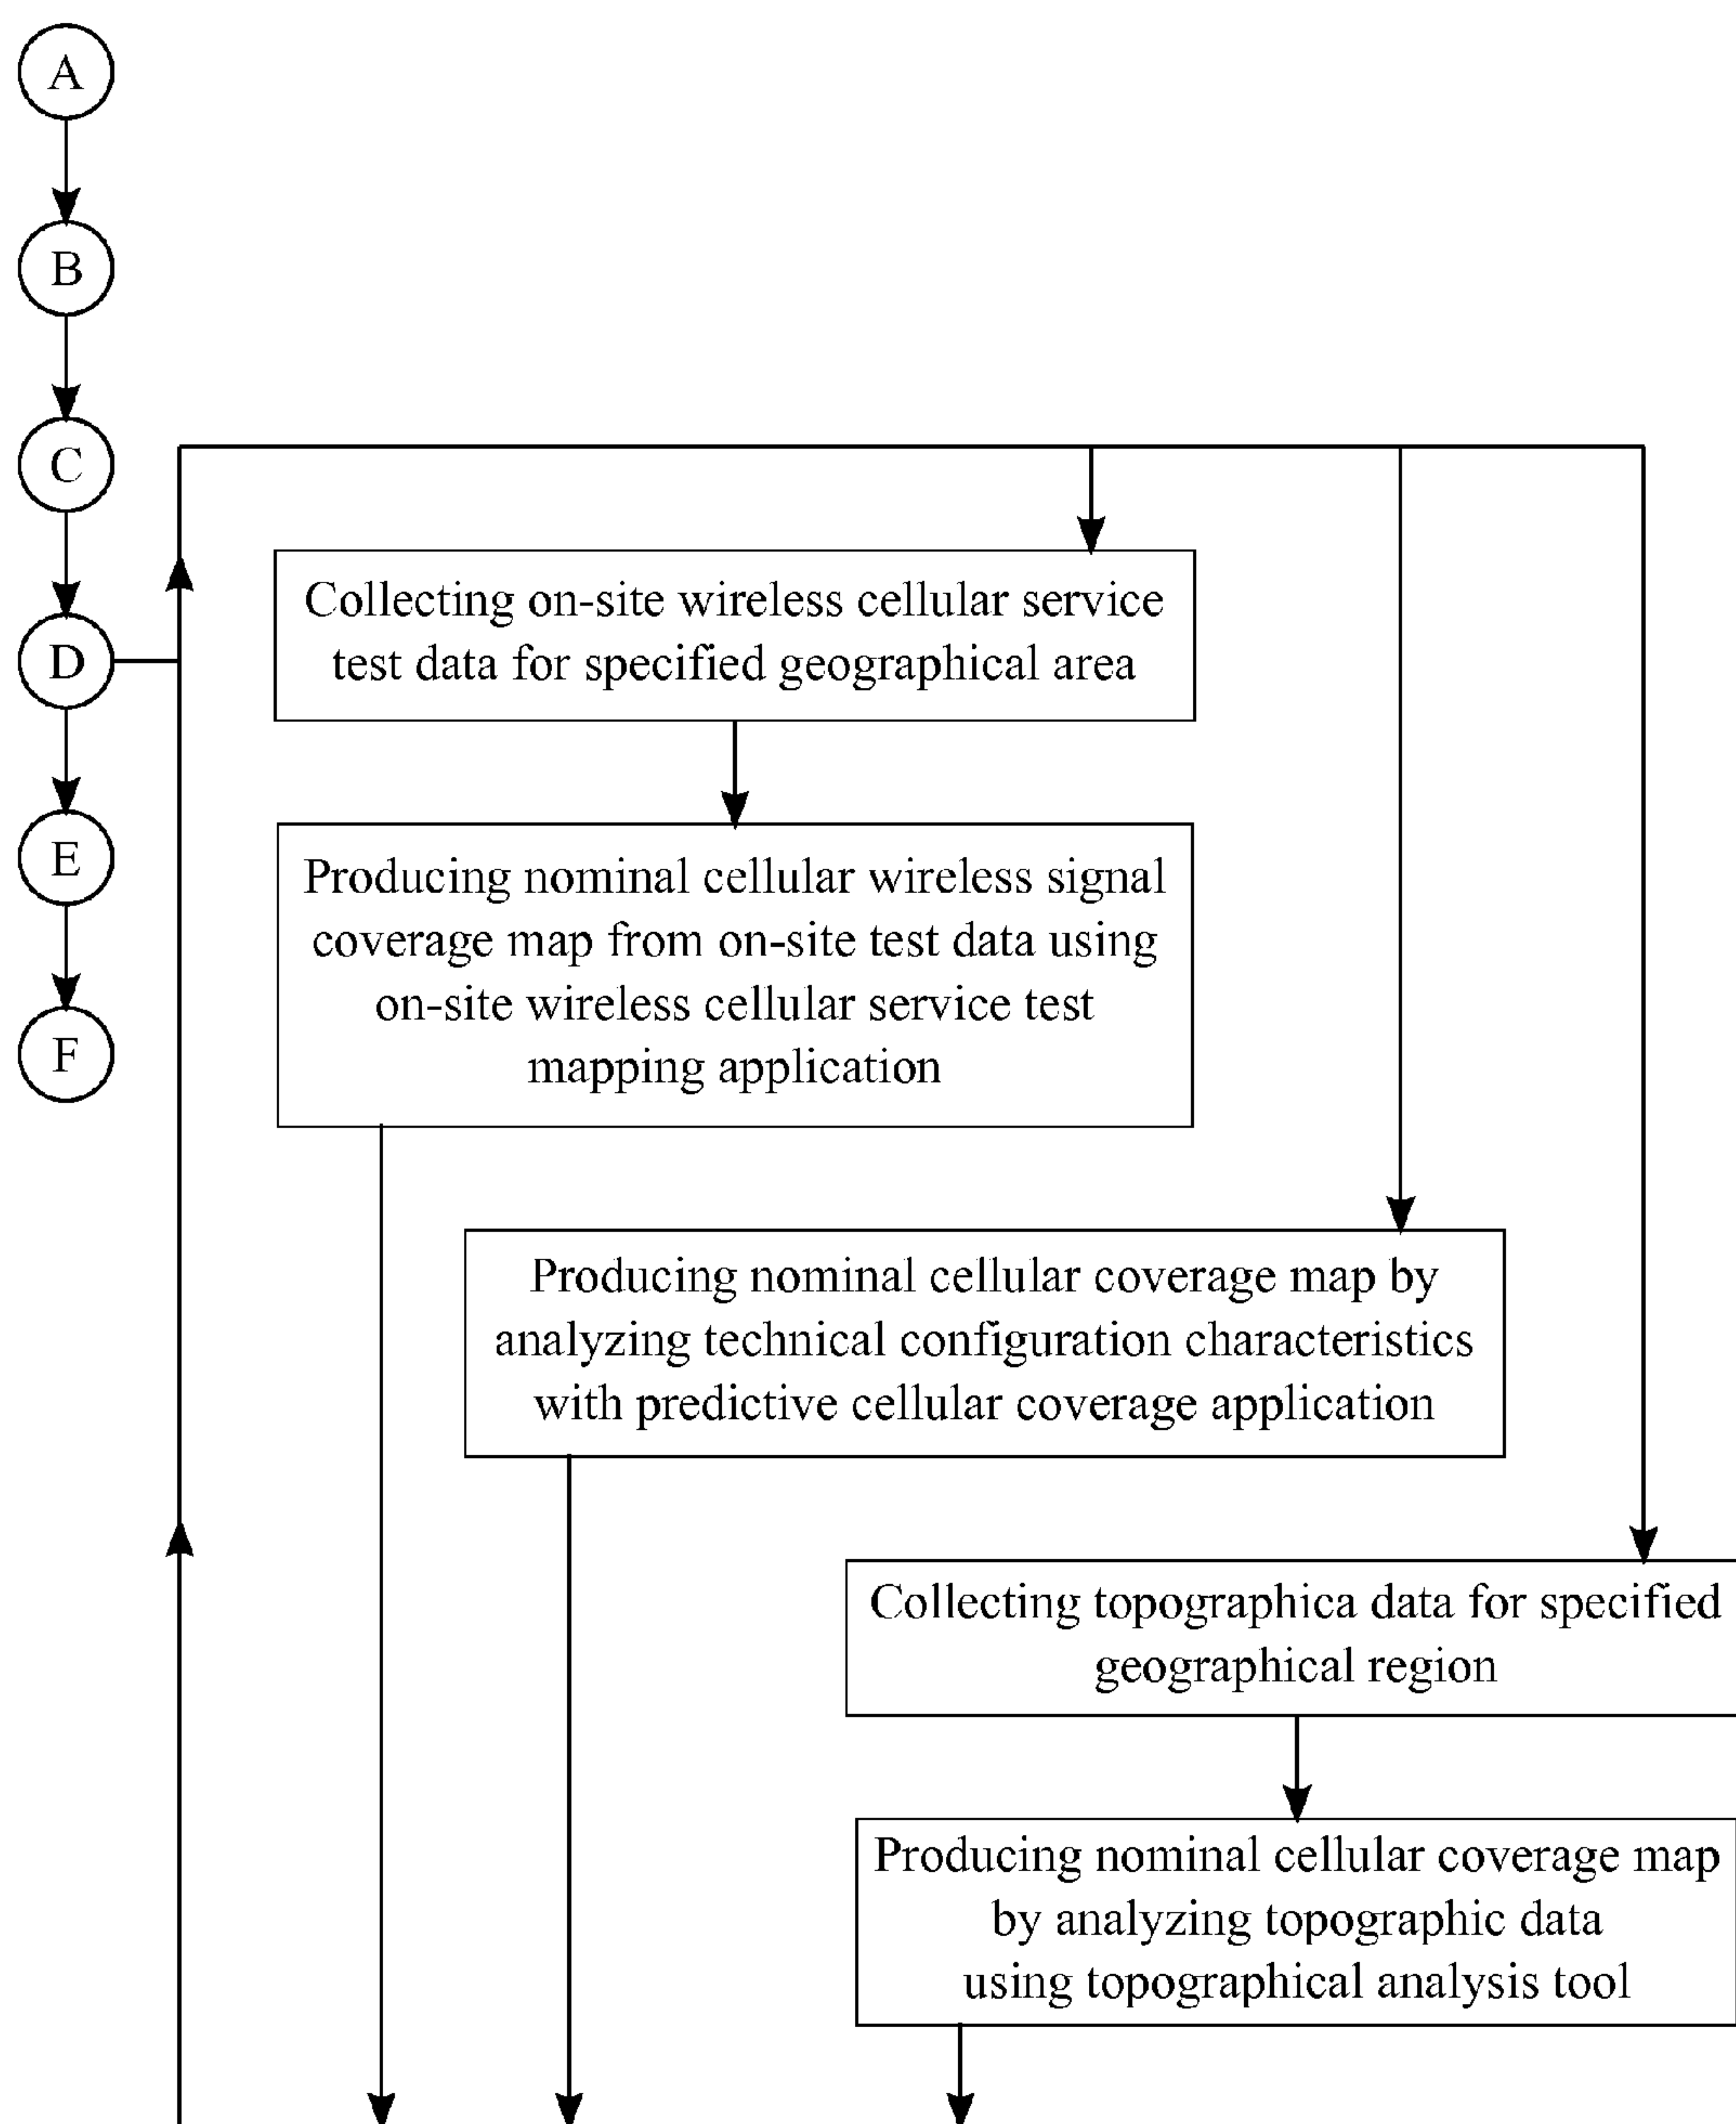 A
B
C
D
E
F
Collecting on-site wireless cellular service
test data for specified geographical area
Producing nominal cellular wireless signal
coverage map from on-site test data using
on-site wireless cellular service test
mapping application
Producing nominal cellular coverage map by
analyzing technical configuration characteristics
with predictive cellular coverage application
Collecting topographica data for specified
geographical region
Producing nominal cellular coverage map
by analyzing topographic data
using topographical analysis tool